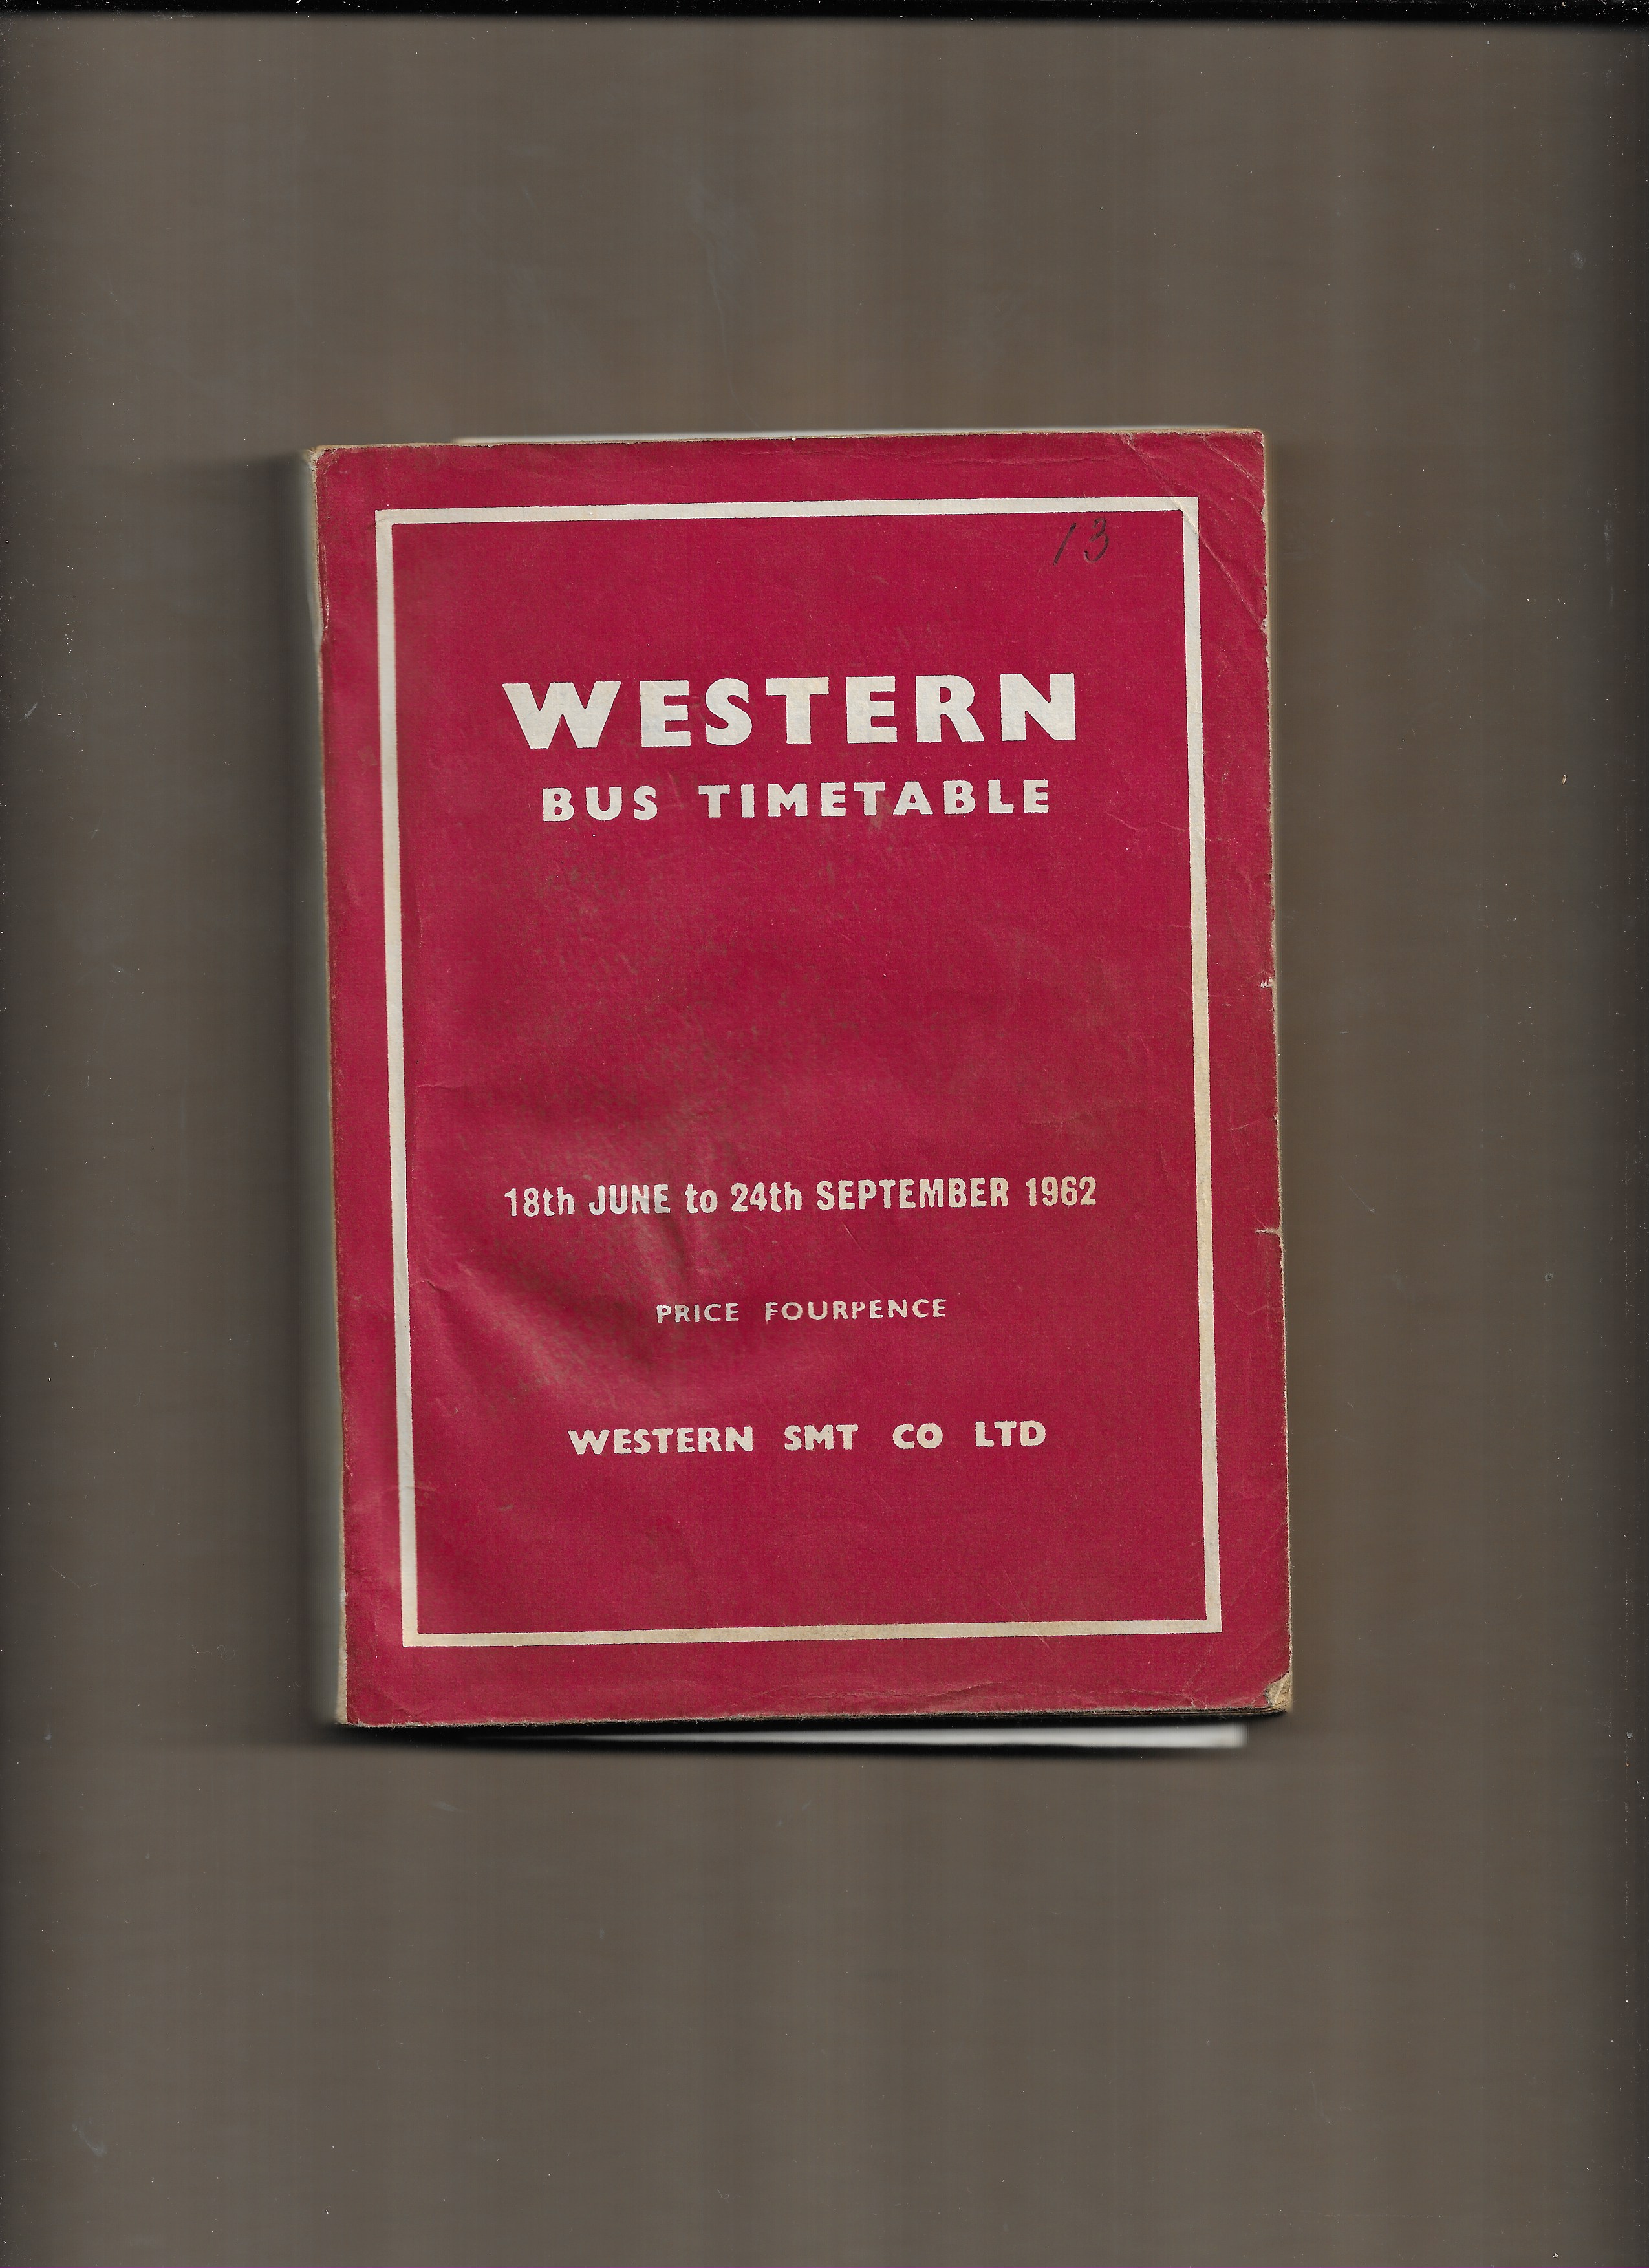 13
WESTERN
BUS TIMETABLE
18th JUNE to 24th SEPTEMBER 1962
PRICE FOURPENCE
WESTERN SMT CO LTD